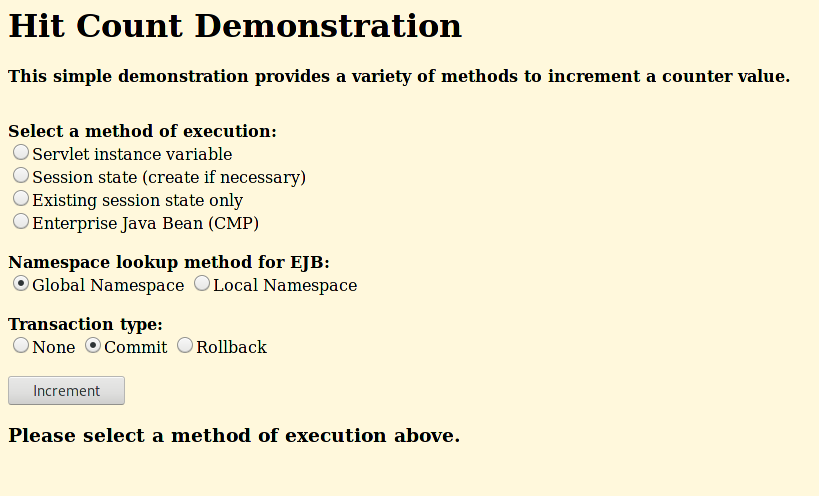 Hit Count Demonstration
This simple demonstration provides a variety of methods to increment a counter value.
Select a method of execution:
Servlet instance variable
Session state (create if necessary)
Existing session state only
Enterprise Java Bean (CMP)
Namespace lookup method for EJB:
Global Namespace Local Namespace
Transaction type:
None Commit Rollback
Increment
Please select a method of execution above.